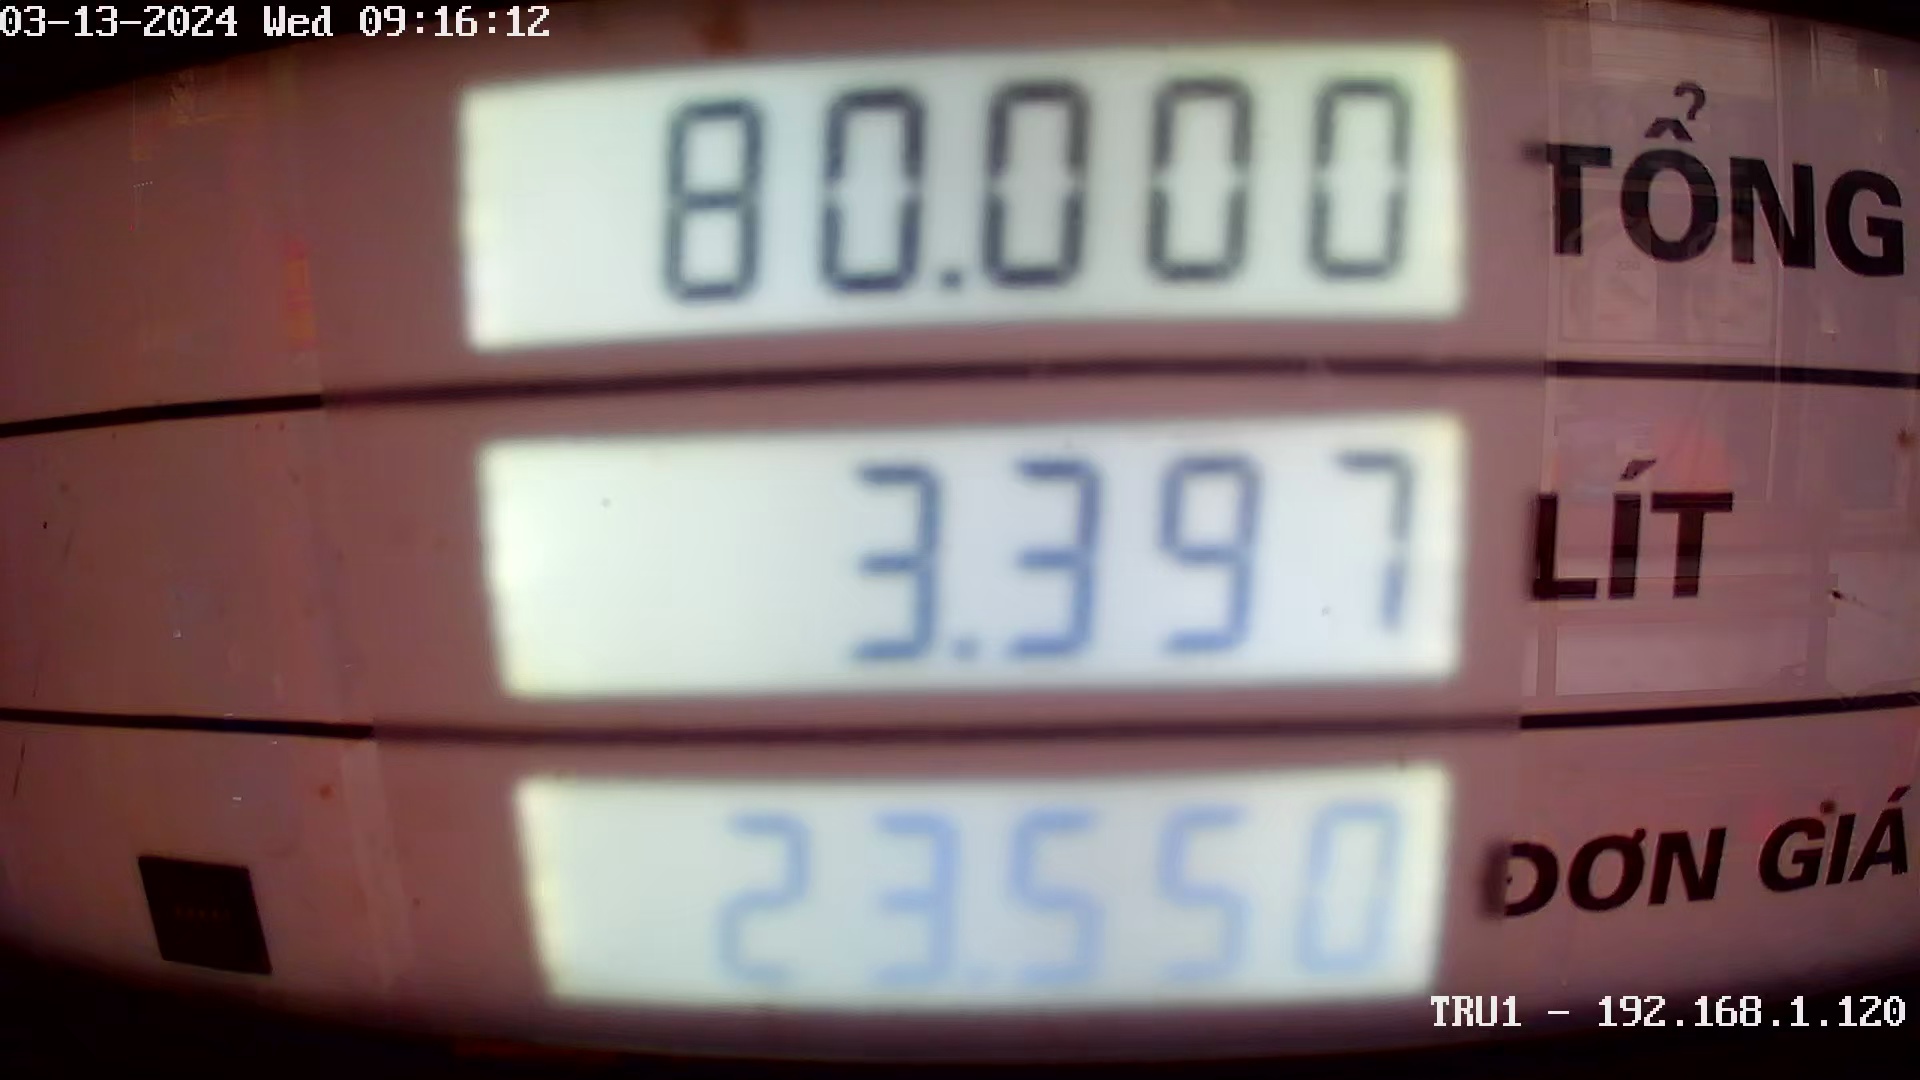 03-13-2024 Wed 09:16:12
80.000 TỔNG
3.397 LÍT
23.550 ĐƠN GIÁ
TRU1 - 192.168.1.120